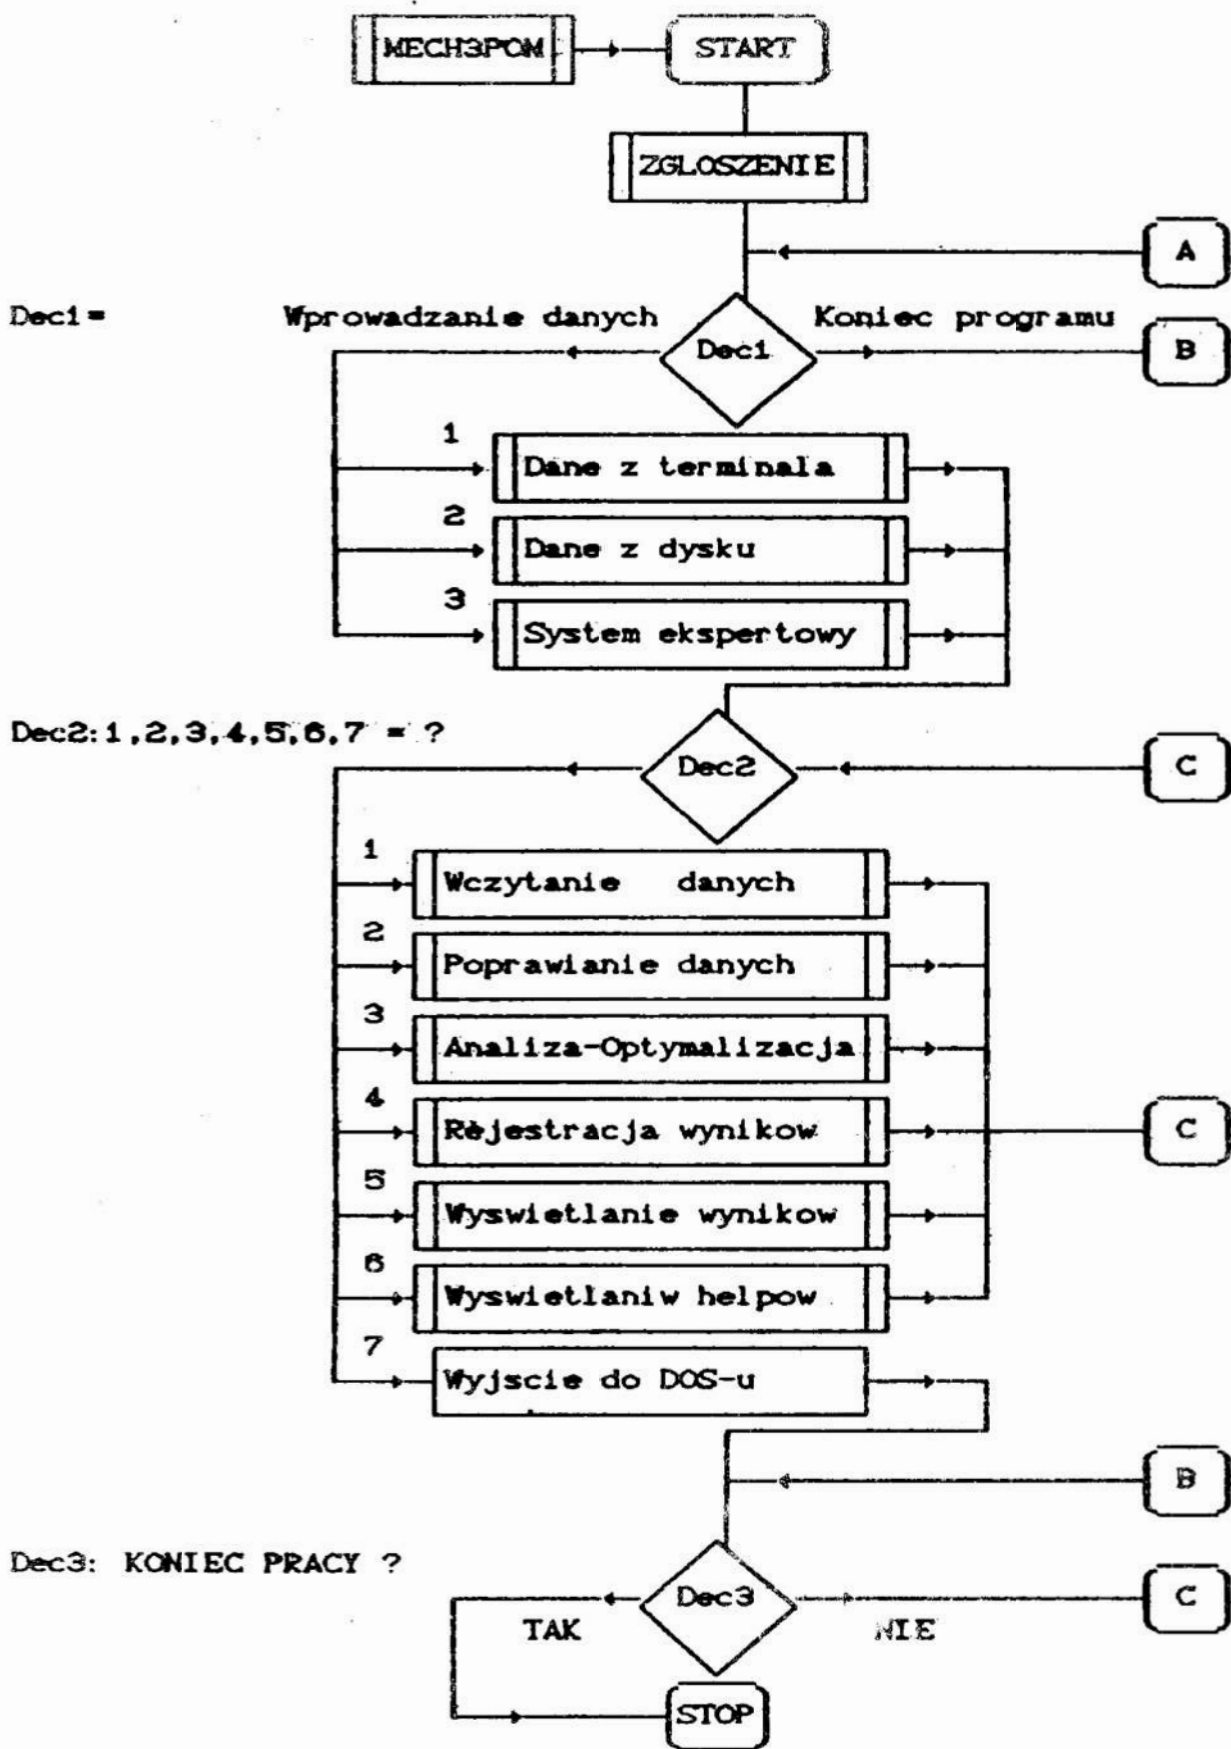 MECH3POM START
ZGLOSZENIE
A
Dec1= Wprowadzanie danych Koniec programu
Dec1 B
1
Dane z terminala
2
Dane z dysku
3
System ekspertowy
Dec2:1,2,3,4,5,6,7 = ?
Dec2 C
1
Wczytanie danych
2
Poprawianie danych
3
Analiza-Optymalizacja
4
Rejestracja wynikow C
5
Wyswietlanie wynikow
6
Wyswietlaniw helpow
7
Wyjscie do DOS-u
B
Dec3: KONIEC PRACY ?
Dec3 C
TAK NIE
STOP